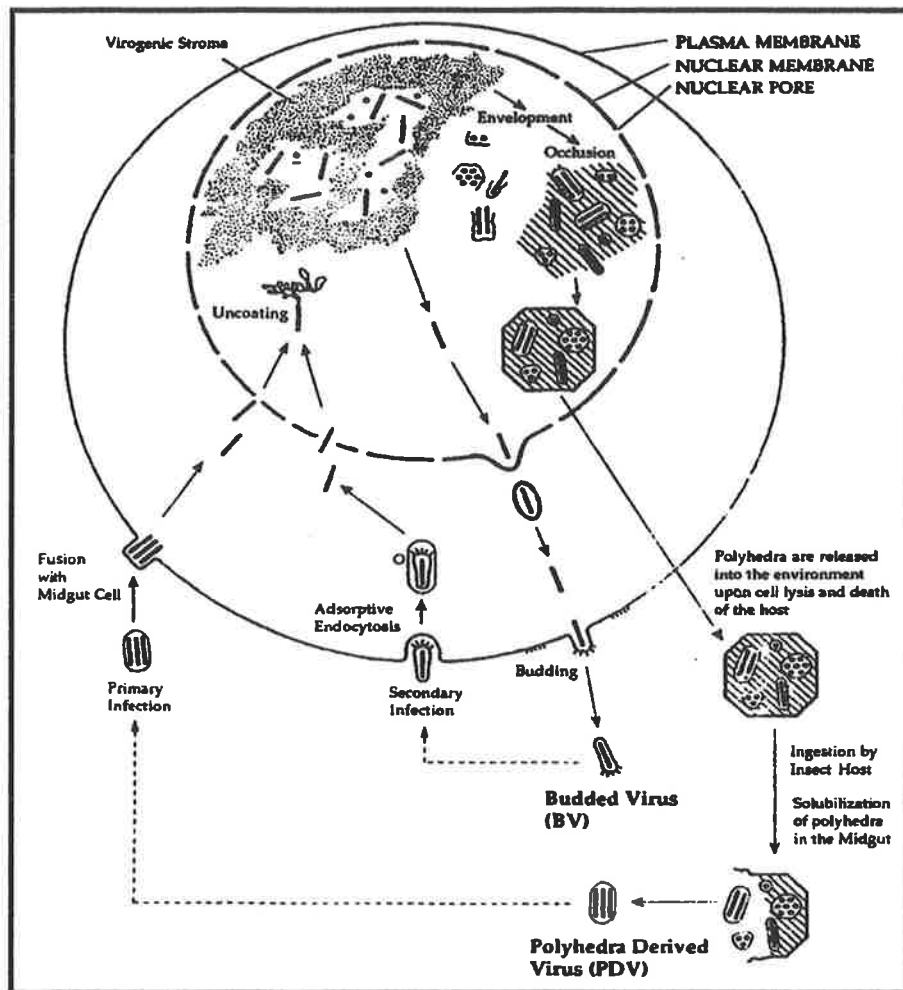 Virogenic Stroma
PLASMA MEMBRANE
NUCLEAR MEMBRANE
NUCLEAR PORE
Envelopment
Occlusion
Uncoating
Fusion
with
Midgut Cell
Adsorptive
Endocytosis
Polyhedra are released
into the environment
upon cell lysis and death
of the host
Budding
Primary
Infection
Secondary
Infection
Ingestion by
Insect Host
Budded Virus
(BV)
Solubilization
of polyhedra
in the Midgut
Polyhedra Derived
Virus (PDV)